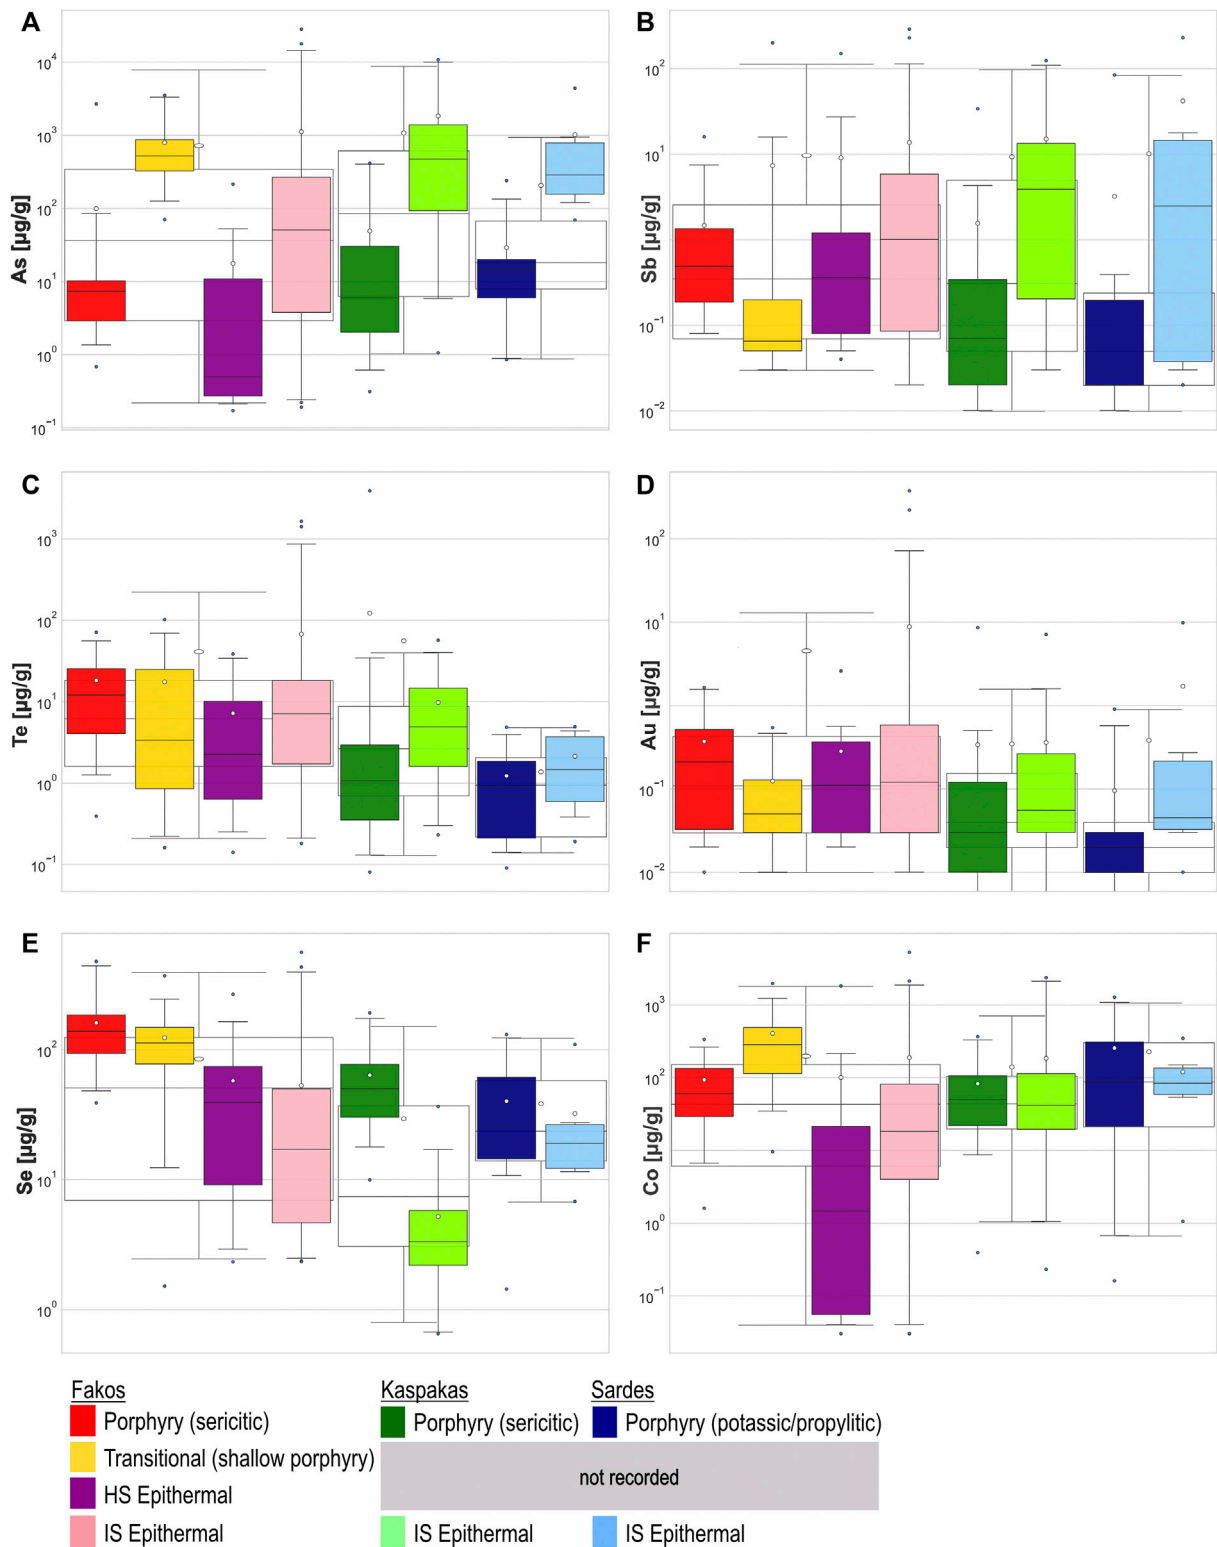 A
B
As [µg/g]
10⁴
10³
10²
10¹
10⁰
10⁻¹
Sb [µg/g]
10²
10¹
10⁻¹
10⁻²
C
D
Te [µg/g]
10³
10²
10¹
10⁰
10⁻¹
Au [µg/g]
10²
10¹
10⁻¹
10⁻²
E
F
Se [µg/g]
10²
10¹
10⁰
Co [µg/g]
10³
10²
10⁰
10⁻¹
Fakos
Kaspakas
Sardes
Porphyry (sericitic)
Porphyry (sericitic)
Porphyry (potassic/propylitic)
Transitional (shallow porphyry)
not recorded
HS Epithermal
IS Epithermal
IS Epithermal
IS Epithermal